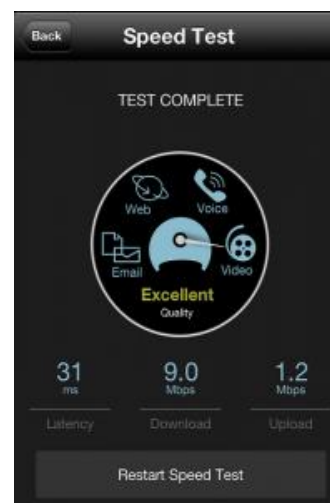 Back
Speed Test
TEST COMPLETE
Web
Voice
Email
Video
Excellent
Quality
31
9.0
1.2
ms
Mbps
Mbps
Latency
Download
Upload
Restart Speed Test